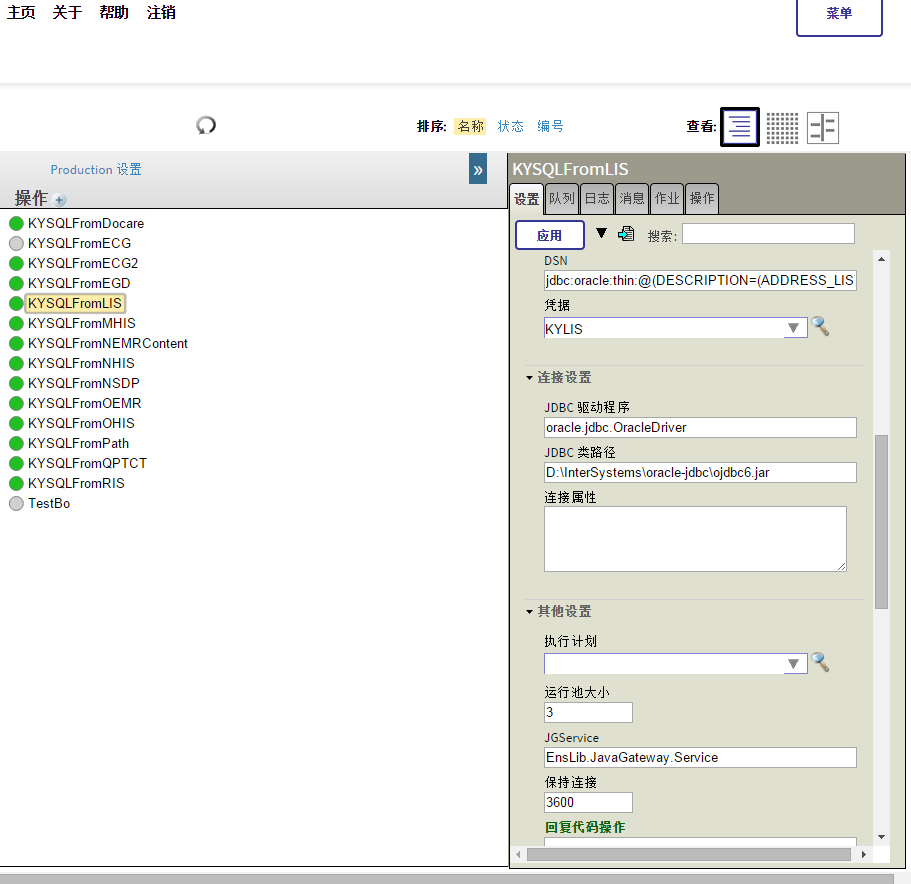 主页 关于 帮助 注销
菜单
排序: 名称 状态 编号
查看:
Production 设置
»
操作
KYSQLFromDocare
KYSQLFromECG
KYSQLFromECG2
KYSQLFromEGD
KYSQLFromLIS
KYSQLFromMHIS
KYSQLFromNEMRContent
KYSQLFromNHIS
KYSQLFromNSDP
KYSQLFromOEMR
KYSQLFromOHIS
KYSQLFromPath
KYSQLFromQPTCT
KYSQLFromRIS
TestBo
KYSQLFromLIS
设置 队列 日志 消息 作业 操作
应用 搜索:
DSN
jdbc:oracle:thin:@(DESCRIPTION=(ADDRESS_LIS
凭据
KYLIS
连接设置
JDBC 驱动程序
oracle.jdbc.OracleDriver
JDBC 类路径
D:\InterSystems\oracle-jdbc\ojdbc6.jar
连接属性
其他设置
执行计划
运行池大小
3
JGService
EnsLib.JavaGateway.Service
保持连接
3600
回复代码操作